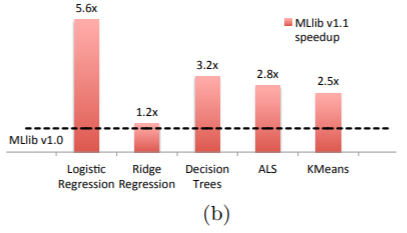 5.6x
MLlib v1.1
speedup
3.2x
2.8x
2.5x
1.2x
MLlib v1.0
Logistic Regression
Ridge Regression
Decision Trees
ALS
KMeans
(b)